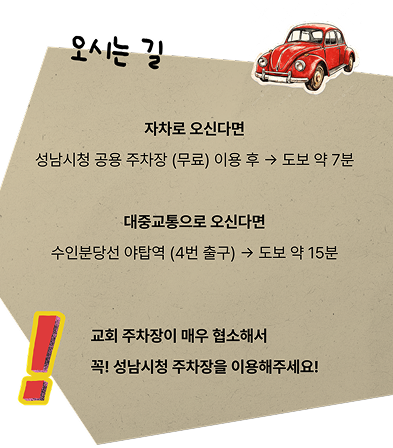 오시는 길
자차로 오신다면
성남시청 공용 주차장 (무료) 이용 후 → 도보 약 7분
대중교통으로 오신다면
수인분당선 야탑역 (4번 출구) → 도보 약 15분
교회 주차장이 매우 협소해서
꼭! 성남시청 주차장을 이용해주세요!